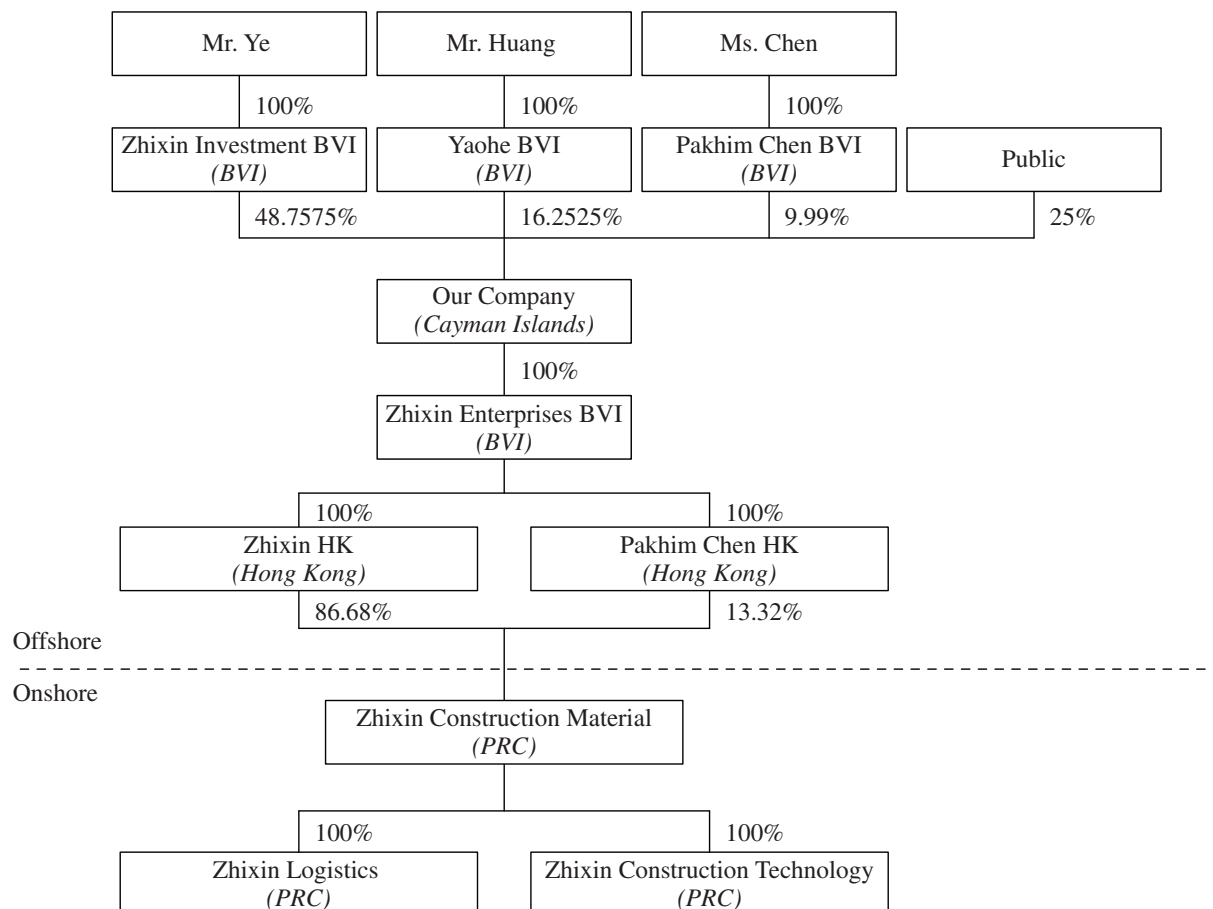 Mr. Ye
Mr. Huang
Ms. Chen
100%
100%
100%
Zhixin Investment BVI
(BVI)
Yaohe BVI
(BVI)
Pakhim Chen BVI
(BVI)
Public
48.7575%
16.2525%
9.99%
25%
Our Company
(Cayman Islands)
100%
Zhixin Enterprises BVI
(BVI)
100%
100%
Zhixin HK
(Hong Kong)
Pakhim Chen HK
(Hong Kong)
86.68%
13.32%
Offshore
Onshore
Zhixin Construction Material
(PRC)
100%
100%
Zhixin Logistics
(PRC)
Zhixin Construction Technology
(PRC)